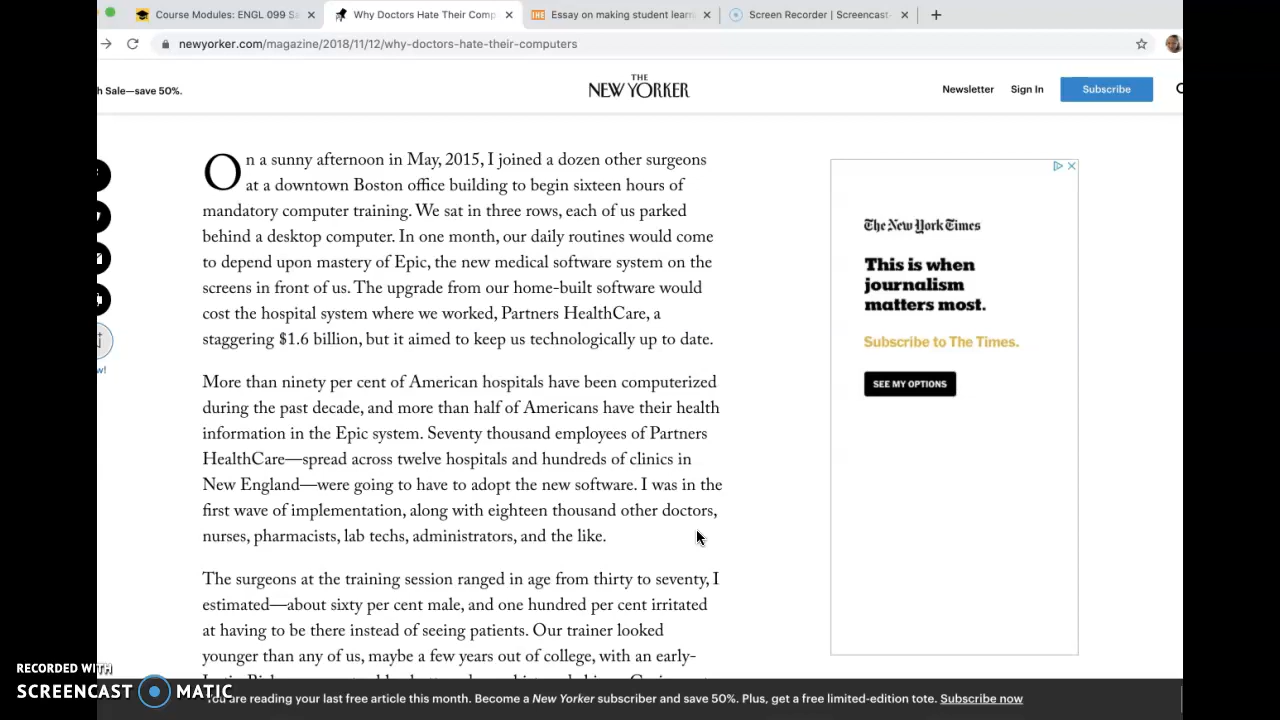 Course Modules: ENGL 099 Sa
Why Doctors Hate Their Comp
Essay on making student learni
Screen Recorder | Screencast-
newyorker.com/magazine/2018/11/12/why-doctors-hate-their-computers
h Sale—save 50%.
THE
NEW YORKER
Newsletter
Sign In
Subscribe
On a sunny afternoon in May, 2015, I joined a dozen other surgeons
at a downtown Boston office building to begin sixteen hours of
mandatory computer training. We sat in three rows, each of us parked
behind a desktop computer. In one month, our daily routines would come
to depend upon mastery of Epic, the new medical software system on the
screens in front of us. The upgrade from our home-built software would
cost the hospital system where we worked, Partners HealthCare, a
staggering $1.6 billion, but it aimed to keep us technologically up to date.
More than ninety per cent of American hospitals have been computerized
during the past decade, and more than half of Americans have their health
information in the Epic system. Seventy thousand employees of Partners
HealthCare—spread across twelve hospitals and hundreds of clinics in
New England—were going to have to adopt the new software. I was in the
first wave of implementation, along with eighteen thousand other doctors,
nurses, pharmacists, lab techs, administrators, and the like.
The surgeons at the training session ranged in age from thirty to seventy, I
estimated—about sixty per cent male, and one hundred per cent irritated
at having to be there instead of seeing patients. Our trainer looked
younger than any of us, maybe a few years out of college, with an early-
The New York Times
This is when
journalism
matters most.
Subscribe to The Times.
SEE MY OPTIONS
w!
You are reading your last free article this month. Become a New Yorker subscriber and save 50%. Plus, get a free limited-edition tote. Subscribe now
RECORDED WITH
SCREENCAST MATIC